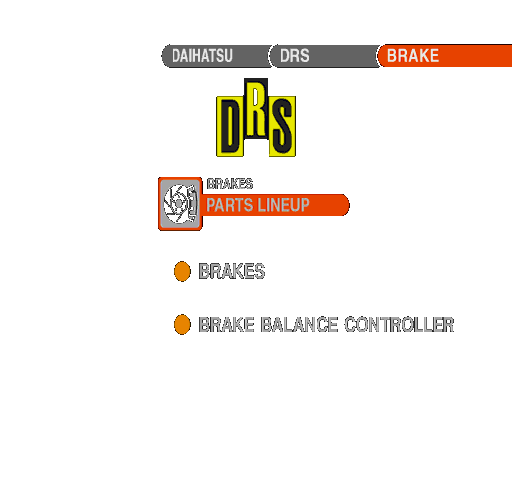 DAIHATSU DRS BRAKE
DRS
BRAKES
PARTS LINEUP
BRAKES
BRAKE BALANCE CONTROLLER